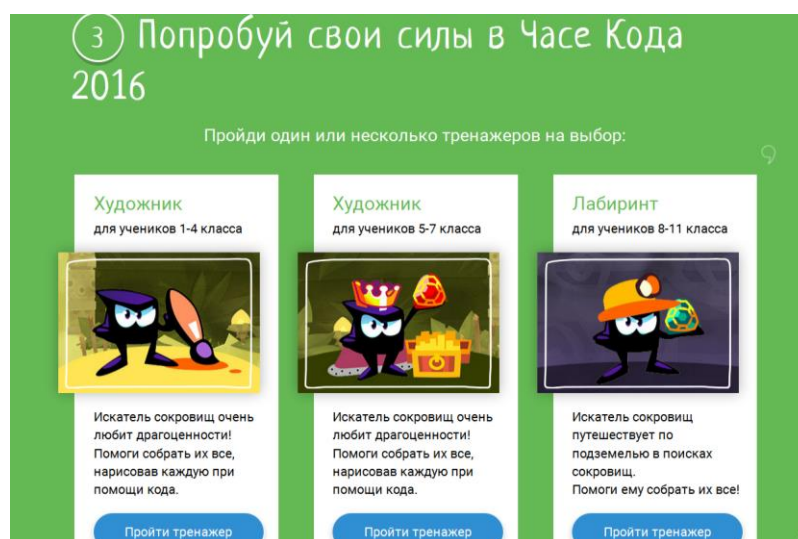 3 Попробуй свои силы в Часе Кода
2016
Пройди один или несколько тренажеров на выбор:
Художник
для учеников 1-4 класса
Искатель сокровищ очень
любит драгоценности!
Помоги собрать их все,
нарисовав каждую при
помощи кода.
Пройти тренажер
Художник
для учеников 5-7 класса
Искатель сокровищ очень
любит драгоценности!
Помоги собрать их все,
нарисовав каждую при
помощи кода.
Пройти тренажер
Лабиринт
для учеников 8-11 класса
Искатель сокровищ
путешествует по
подземелью в поисках
сокровищ.
Помоги ему собрать их все!
Пройти тренажер